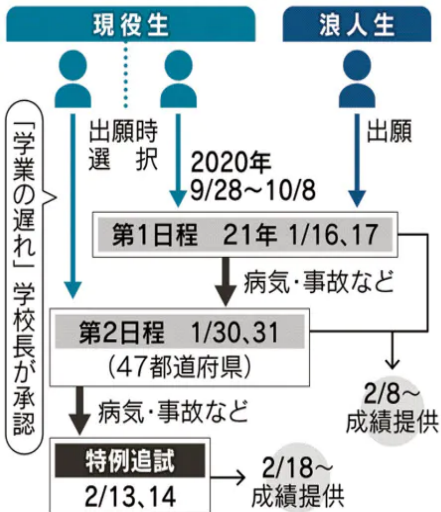 現役生
浪人生
「学業の遅れ」学校長が承認
出願時
選択
2020年
9/28～10/8
出願
第1日程 21年 1/16、17
病気・事故など
第2日程 1/30、31
(47都道府県)
2/8～
成績提供
病気・事故など
特例追試
2/13、14
2/18～
成績提供